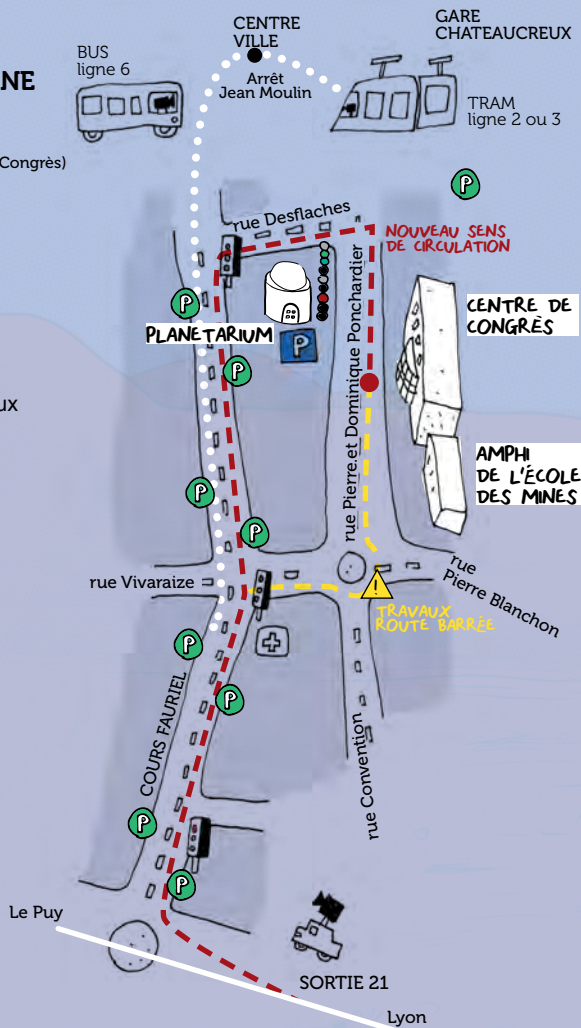 CENTRE
VILLE
GARE
CHATEAUCREUX
BUS
ligne 6
NE
Arrêt
Jean Moulin
TRAM
ligne 2 ou 3
Congrès)
P
rue Desflaches
NOUVEAU SENS
DE CIRCULATION
P
PLANETARIUM
P
CENTRE DE
CONGRÈS
P
rue Pierre et Dominique Ponchardier
ux
AMPHI
DE L'ÉCOLE
DES MINES
P
P
rue Vivaraize
rue
Pierre Blanchon
!
TRAVAUX
ROUTE BARRÈE
P
P
COURS FAURIEL
rue Convention
P
P
Le Puy
SORTIE 21
Lyon